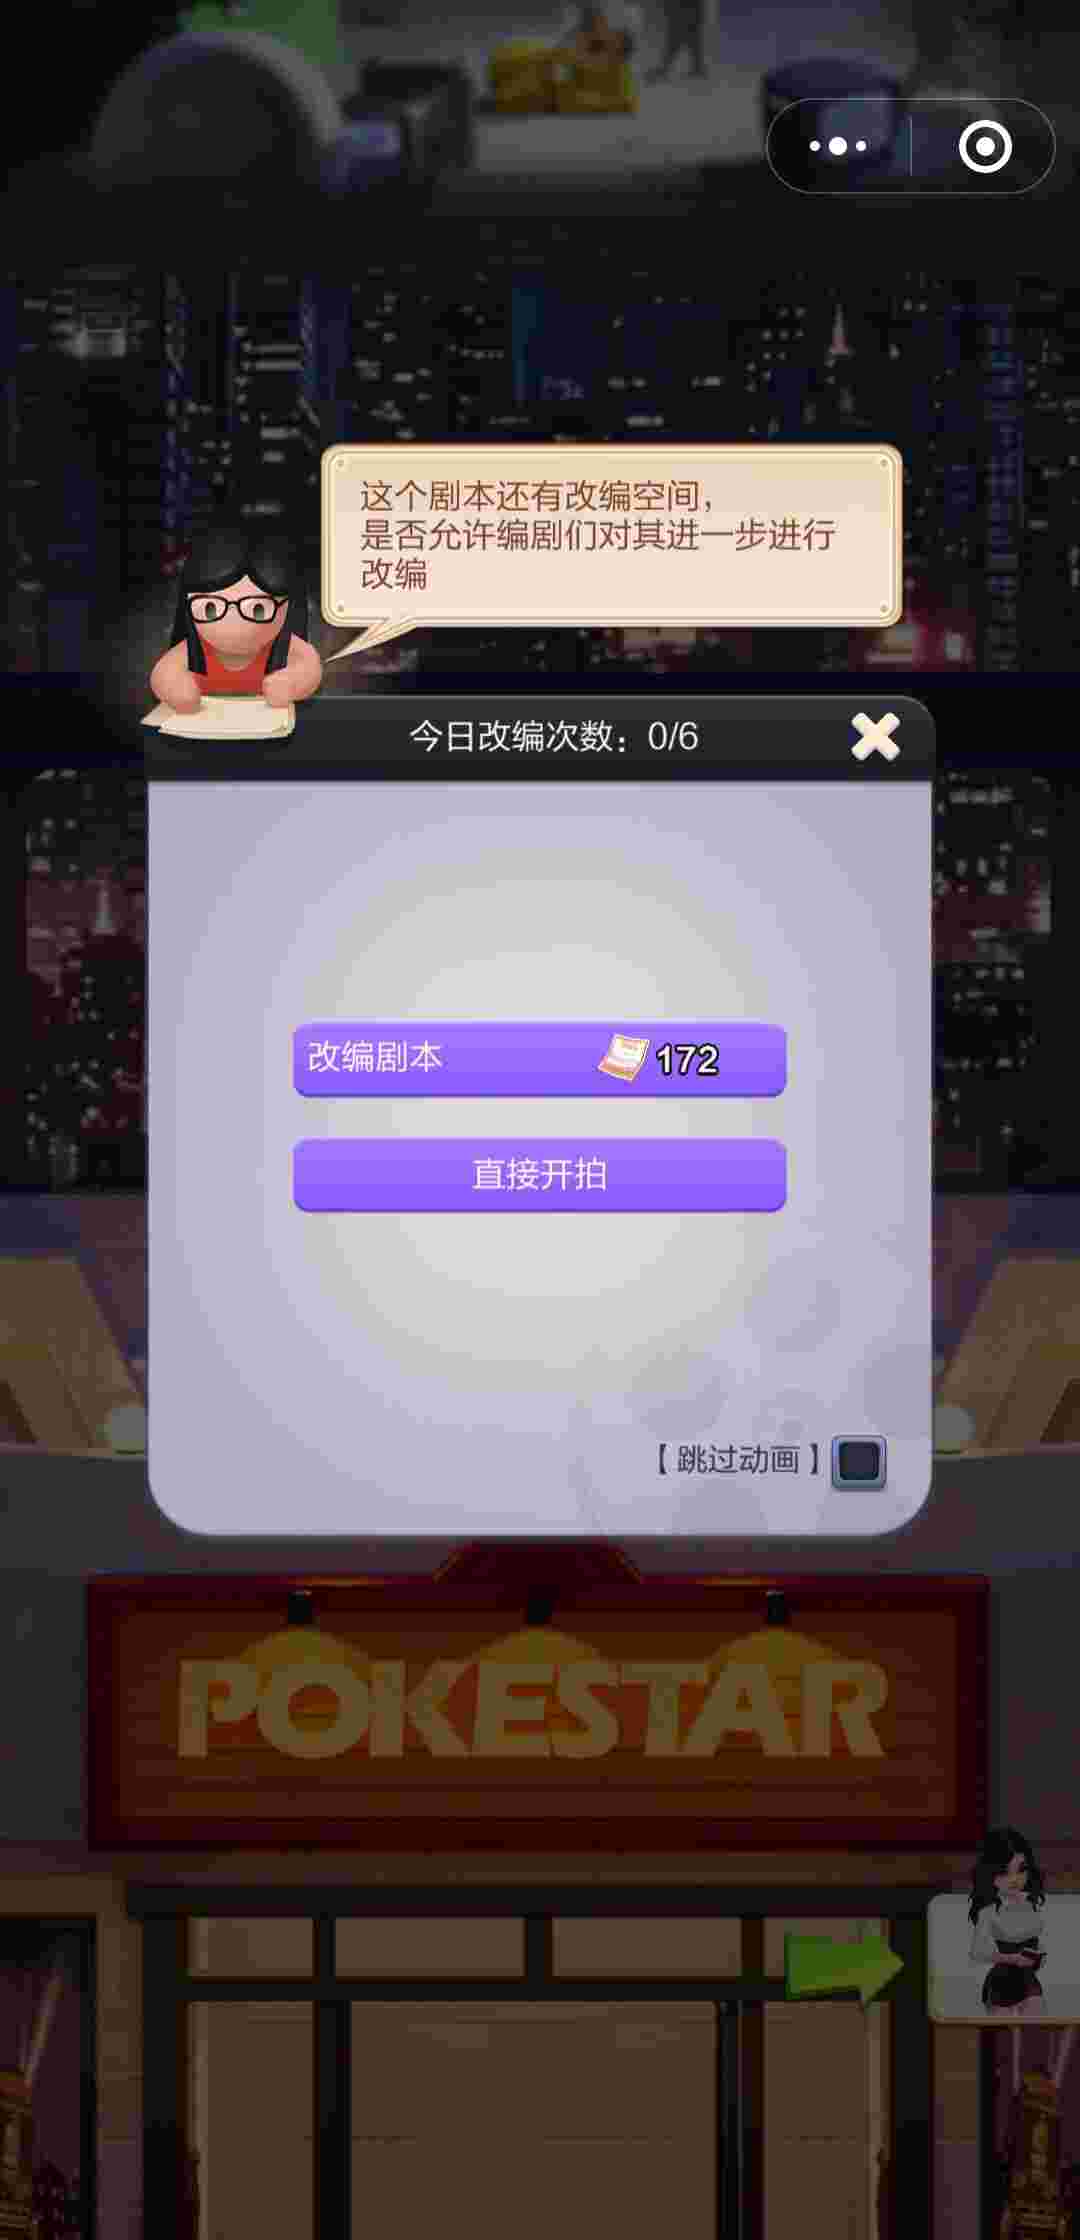 这个剧本还有改编空间，
是否允许编剧们对其进一步进行
改编
今日改编次数：0/6
改编剧本 172
直接开拍
【跳过动画】
POKESTAR